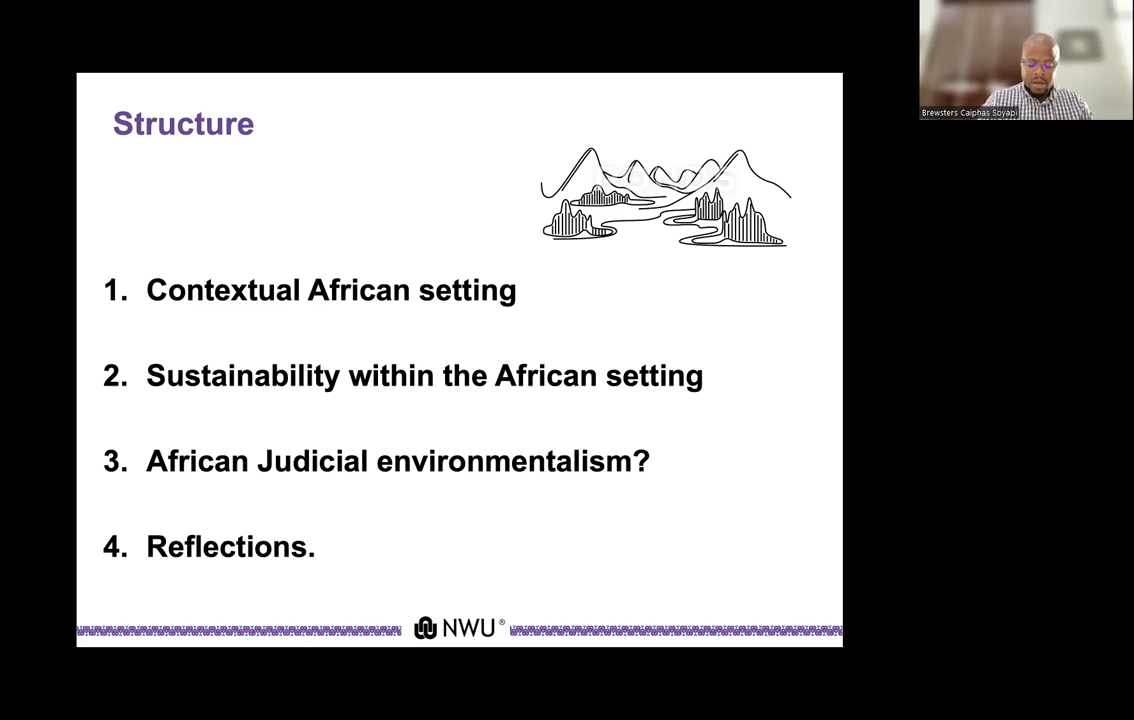 Structure
1. Contextual African setting
2. Sustainability within the African setting
3. African Judicial environmentalism?
4. Reflections.
NWU®
Brewsters Caiphas Soyapi